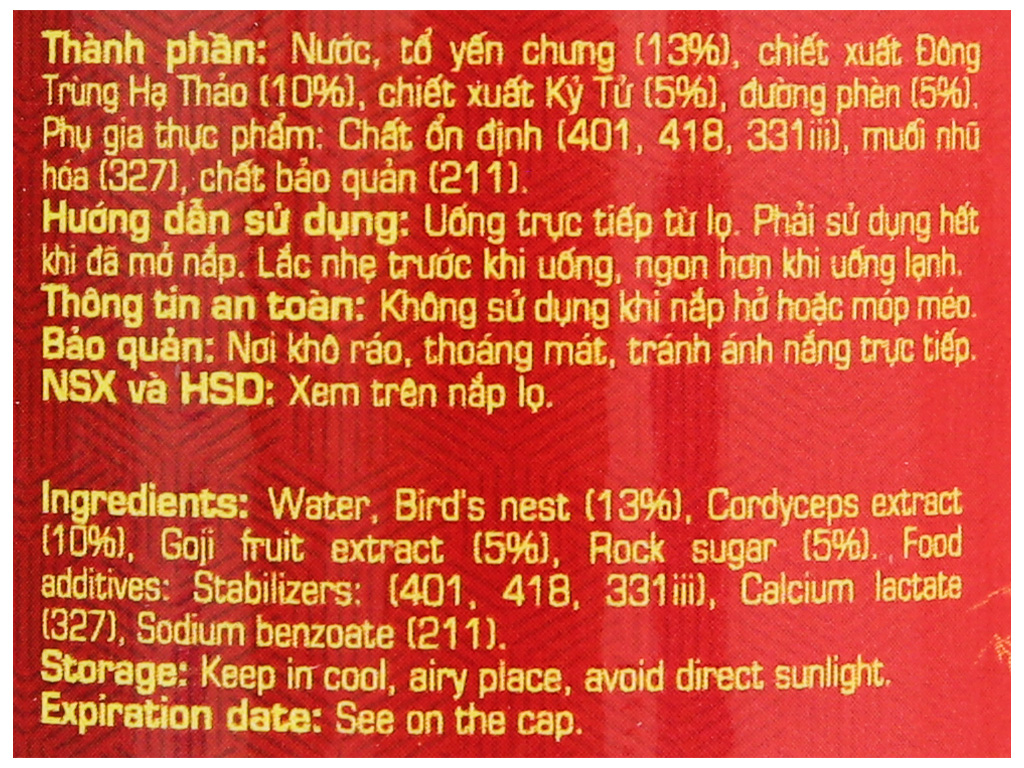 Thành phần: Nước, tổ yến chưng (13%), chiết xuất Đông
Trùng Hạ Thảo (10%), chiết xuất Kỷ Tử (5%), đường phèn (5%).
Phụ gia thực phẩm: Chất ổn định (401, 418, 331iii), muối nhũ
hóa (327), chất bảo quản (211).
Hướng dẫn sử dụng: Uống trực tiếp từ lọ. Phải sử dụng hết
khi đã mở nắp. Lắc nhẹ trước khi uống, ngon hơn khi uống lạnh.
Thông tin an toàn: Không sử dụng khi nắp hở hoặc móp méo.
Bảo quản: Nơi khô ráo, thoáng mát, tránh ánh nắng trực tiếp.
NSX và HSD: Xem trên nắp lọ.
Ingredients: Water, Bird's nest (13%), Cordyceps extract
(10%), Goji fruit extract (5%), Rock sugar (5%). Food
additives: Stabilizers: (401, 418, 331iii), Calcium lactate
(327), Sodium benzoate (211).
Storage: Keep in cool, airy place, avoid direct sunlight.
Expiration date: See on the cap.